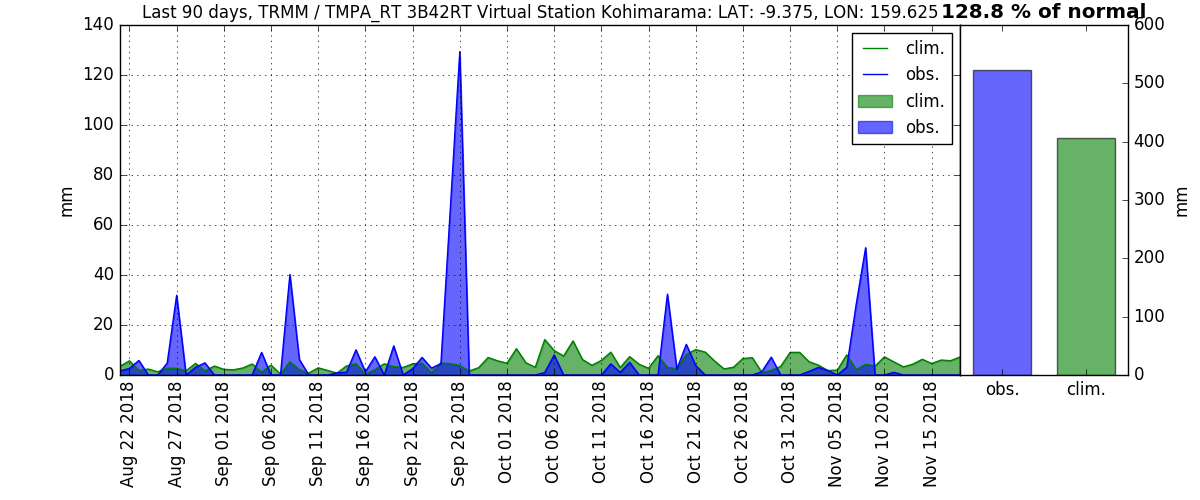 Last 90 days, TRMM / TMPA_RT 3B42RT Virtual Station Kohimarama: LAT: -9.375, LON: 159.625
128.8 % of normal
mm
140
120
100
80
60
40
20
0
clim.
obs.
clim.
obs.
Aug 22 2018
Aug 27 2018
Sep 01 2018
Sep 06 2018
Sep 11 2018
Sep 16 2018
Sep 21 2018
Sep 26 2018
Oct 01 2018
Oct 06 2018
Oct 11 2018
Oct 16 2018
Oct 21 2018
Oct 26 2018
Oct 31 2018
Nov 05 2018
Nov 10 2018
Nov 15 2018
600
500
400
300
200
100
0
mm
obs.
clim.